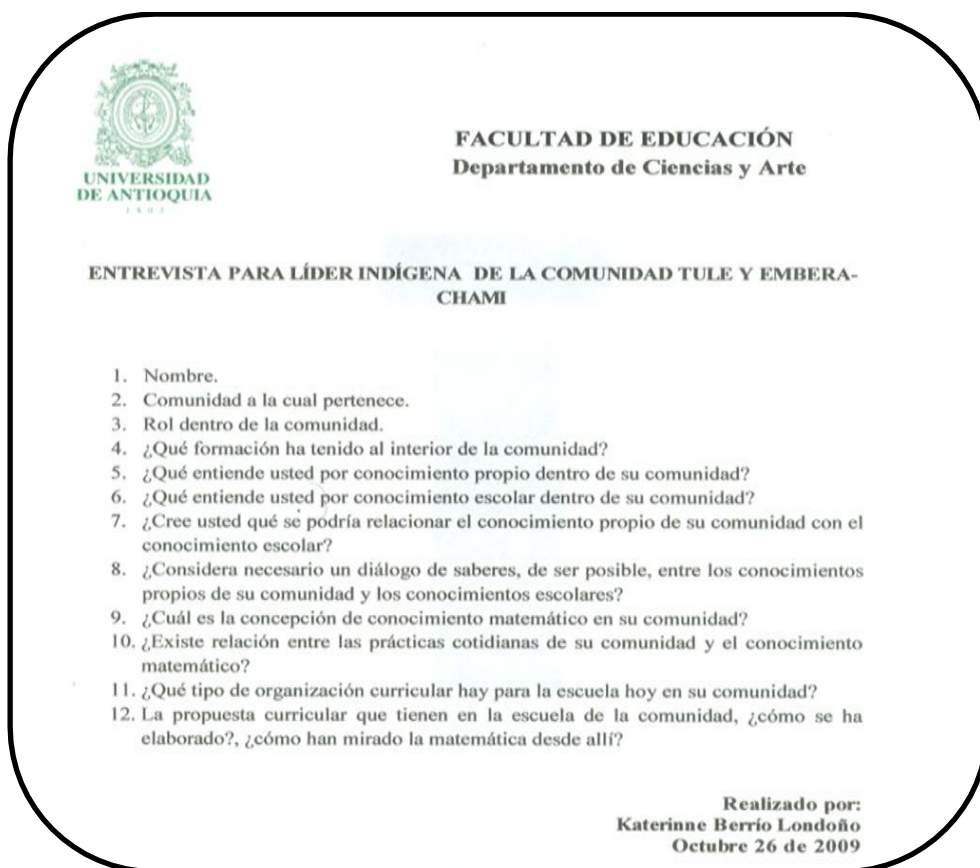 UNIVERSIDAD
DE ANTIOQUIA
1803
FACULTAD DE EDUCACIÓN
Departamento de Ciencias y Arte
ENTREVISTA PARA LÍDER INDÍGENA DE LA COMUNIDAD TULE Y EMBERA-
CHAMI
1. Nombre.
2. Comunidad a la cual pertenece.
3. Rol dentro de la comunidad.
4. ¿Qué formación ha tenido al interior de la comunidad?
5. ¿Qué entiende usted por conocimiento propio dentro de su comunidad?
6. ¿Qué entiende usted por conocimiento escolar dentro de su comunidad?
7. ¿Cree usted qué se podría relacionar el conocimiento propio de su comunidad con el
conocimiento escolar?
8. ¿Considera necesario un diálogo de saberes, de ser posible, entre los conocimientos
propios de su comunidad y los conocimientos escolares?
9. ¿Cuál es la concepción de conocimiento matemático en su comunidad?
10. ¿Existe relación entre las prácticas cotidianas de su comunidad y el conocimiento
matemático?
11. ¿Qué tipo de organización curricular hay para la escuela hoy en su comunidad?
12. La propuesta curricular que tienen en la escuela de la comunidad, ¿cómo se ha
elaborado?, ¿cómo han mirado la matemática desde allí?
Realizado por:
Katerinne Berrío Londoño
Octubre 26 de 2009